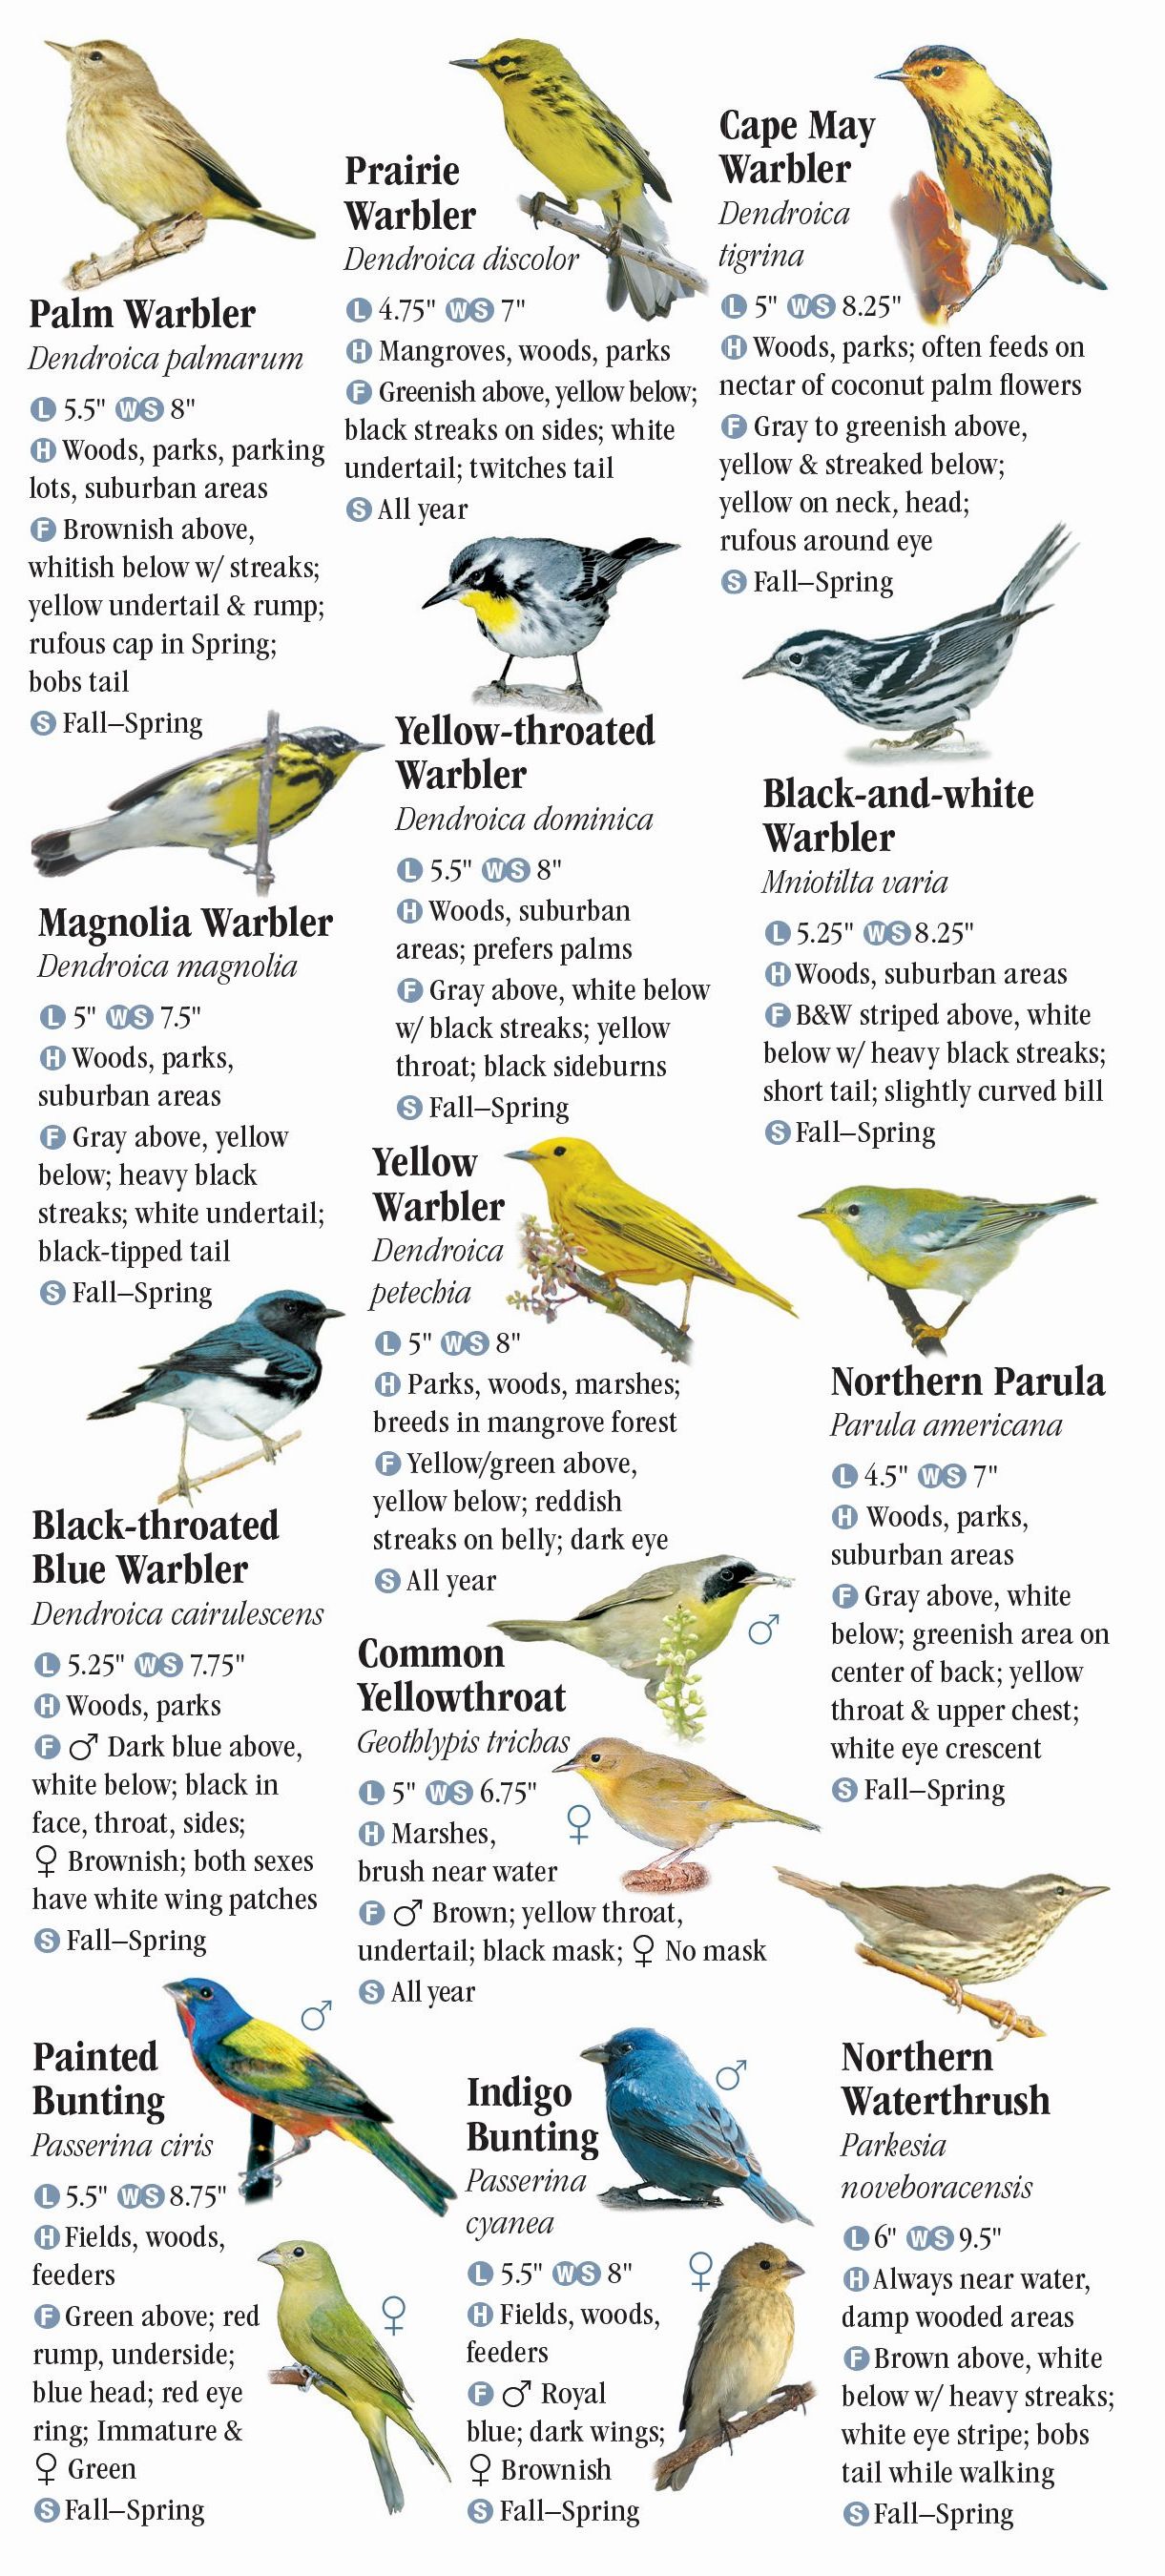 Palm Warbler
Dendroica palmarum
L 5.5" WS 8"
H Woods, parks, parking
lots, suburban areas
F Brownish above,
whitish below w/ streaks;
yellow undertail & rump;
rufous cap in Spring;
bobs tail
S Fall–Spring
Prairie
Warbler
Dendroica discolor
L 4.75" WS 7"
H Mangroves, woods, parks
F Greenish above, yellow below;
black streaks on sides; white
undertail; twitches tail
S All year
Cape May
Warbler
Dendroica
tigrina
L 5" WS 8.25"
H Woods, parks; often feeds on
nectar of coconut palm flowers
F Gray to greenish above,
yellow & streaked below;
yellow on neck, head;
rufous around eye
S Fall–Spring
Magnolia Warbler
Dendroica magnolia
L 5" WS 7.5"
H Woods, parks,
suburban areas
F Gray above, yellow
below; heavy black
streaks; white undertail;
black-tipped tail
S Fall–Spring
Yellow-throated
Warbler
Dendroica dominica
L 5.5" WS 8"
H Woods, suburban
areas; prefers palms
F Gray above, white below
w/ black streaks; yellow
throat; black sideburns
S Fall–Spring
Black-and-white
Warbler
Mniotilta varia
L 5.25" WS 8.25"
H Woods, suburban areas
F B&W striped above, white
below w/ heavy black streaks;
short tail; slightly curved bill
S Fall–Spring
Black-throated
Blue Warbler
Dendroica cairulescens
L 5.25" WS 7.75"
H Woods, parks
F ♂ Dark blue above,
white below; black in
face, throat, sides;
♀ Brownish; both sexes
have white wing patches
S Fall–Spring
Yellow
Warbler
Dendroica
petechia
L 5" WS 8"
H Parks, woods, marshes;
breeds in mangrove forest
F Yellow/green above,
yellow below; reddish
streaks on belly; dark eye
S All year
Northern Parula
Parula americana
L 4.5" WS 7"
H Woods, parks,
suburban areas
F Gray above, white
below; greenish area on
center of back; yellow
throat & upper chest;
white eye crescent
S Fall–Spring
♂
Common
Yellowthroat
Geothlypis trichas
L 5" WS 6.75"
♀
H Marshes,
brush near water
F ♂ Brown; yellow throat,
undertail; black mask; ♀ No mask
S All year
♂
Painted
Bunting
Passerina ciris
L 5.5" WS 8.75"
H Fields, woods,
feeders
♀
F Green above; red
rump, underside;
blue head; red eye
ring; Immature &
♀ Green
S Fall–Spring
♂
Indigo
Bunting
Passerina
cyanea
♀
L 5.5" WS 8"
H Fields, woods,
feeders
F ♂ Royal
blue; dark wings;
♀ Brownish
S Fall–Spring
Northern
Waterthrush
Parkesia
noveboracensis
L 6" WS 9.5"
H Always near water,
damp wooded areas
F Brown above, white
below w/ heavy streaks;
white eye stripe; bobs
tail while walking
S Fall–Spring